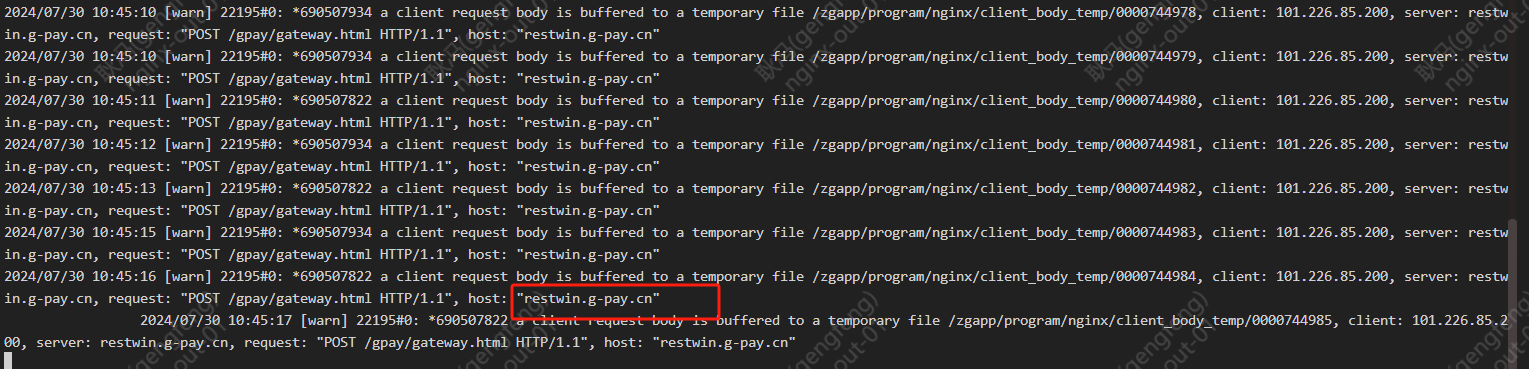 2024/07/30 10:45:10 [warn] 22195#0: *690507934 a client request body is buffered to a temporary file /zgapp/program/nginx/client_body_temp/0000744978, client: 101.226.85.200, server: restw
in.g-pay.cn, request: "POST /gpay/gateway.html HTTP/1.1", host: "restwin.g-pay.cn"
2024/07/30 10:45:10 [warn] 22195#0: *690507934 a client request body is buffered to a temporary file /zgapp/program/nginx/client_body_temp/0000744979, client: 101.226.85.200, server: restw
in.g-pay.cn, request: "POST /gpay/gateway.html HTTP/1.1", host: "restwin.g-pay.cn"
2024/07/30 10:45:11 [warn] 22195#0: *690507822 a client request body is buffered to a temporary file /zgapp/program/nginx/client_body_temp/0000744980, client: 101.226.85.200, server: restw
in.g-pay.cn, request: "POST /gpay/gateway.html HTTP/1.1", host: "restwin.g-pay.cn"
2024/07/30 10:45:12 [warn] 22195#0: *690507934 a client request body is buffered to a temporary file /zgapp/program/nginx/client_body_temp/0000744981, client: 101.226.85.200, server: restw
in.g-pay.cn, request: "POST /gpay/gateway.html HTTP/1.1", host: "restwin.g-pay.cn"
2024/07/30 10:45:13 [warn] 22195#0: *690507822 a client request body is buffered to a temporary file /zgapp/program/nginx/client_body_temp/0000744982, client: 101.226.85.200, server: restw
in.g-pay.cn, request: "POST /gpay/gateway.html HTTP/1.1", host: "restwin.g-pay.cn"
2024/07/30 10:45:15 [warn] 22195#0: *690507934 a client request body is buffered to a temporary file /zgapp/program/nginx/client_body_temp/0000744983, client: 101.226.85.200, server: restw
in.g-pay.cn, request: "POST /gpay/gateway.html HTTP/1.1", host: "restwin.g-pay.cn"
2024/07/30 10:45:16 [warn] 22195#0: *690507822 a client request body is buffered to a temporary file /zgapp/program/nginx/client_body_temp/0000744984, client: 101.226.85.200, server: restw
in.g-pay.cn, request: "POST /gpay/gateway.html HTTP/1.1", host: "restwin.g-pay.cn"
2024/07/30 10:45:17 [warn] 22195#0: *690507822 a client request body is buffered to a temporary file /zgapp/program/nginx/client_body_temp/0000744985, client: 101.226.85.2
00, server: restwin.g-pay.cn, request: "POST /gpay/gateway.html HTTP/1.1", host: "restwin.g-pay.cn"